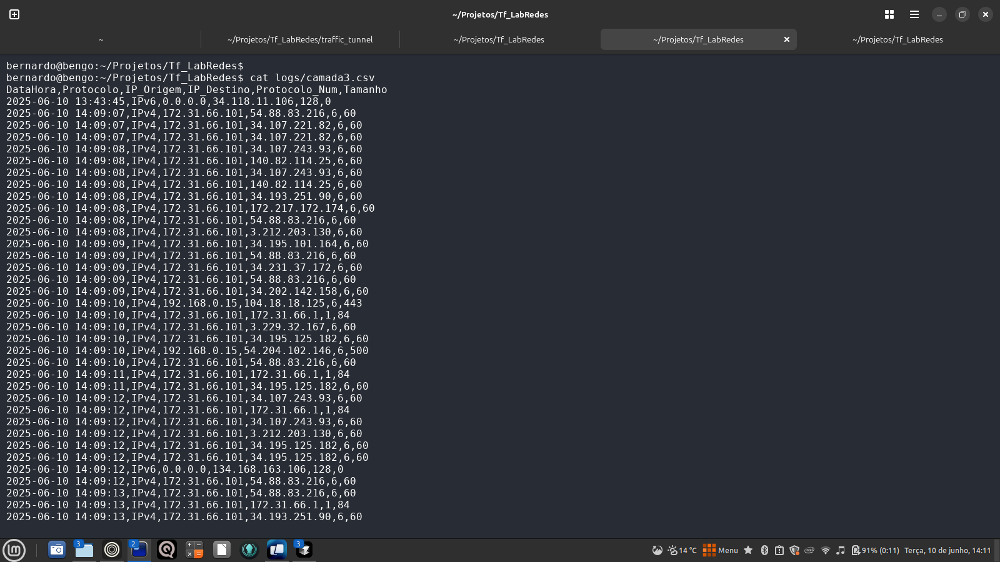 ~/Projetos/Tf_LabRedes
~
~/Projetos/Tf_LabRedes/traffic_tunnel
~/Projetos/Tf_LabRedes
~/Projetos/Tf_LabRedes
~/Projetos/Tf_LabRedes
bernardo@bengo:~/Projetos/Tf_LabRedes$
bernardo@bengo:~/Projetos/Tf_LabRedes$ cat logs/camada3.csv
DataHora,Protocolo,IP_Origem,IP_Destino,Protocolo_Num,Tamanho
2025-06-10 13:43:45,IPv6,0.0.0.0,34.118.11.106,128,0
2025-06-10 14:09:07,IPv4,172.31.66.101,54.88.83.216,6,60
2025-06-10 14:09:07,IPv4,172.31.66.101,34.107.221.82,6,60
2025-06-10 14:09:07,IPv4,172.31.66.101,34.107.221.82,6,60
2025-06-10 14:09:08,IPv4,172.31.66.101,34.107.243.93,6,60
2025-06-10 14:09:08,IPv4,172.31.66.101,140.82.114.25,6,60
2025-06-10 14:09:08,IPv4,172.31.66.101,34.107.243.93,6,60
2025-06-10 14:09:08,IPv4,172.31.66.101,140.82.114.25,6,60
2025-06-10 14:09:08,IPv4,172.31.66.101,34.193.251.90,6,60
2025-06-10 14:09:08,IPv4,172.31.66.101,172.217.172.174,6,60
2025-06-10 14:09:08,IPv4,172.31.66.101,54.88.83.216,6,60
2025-06-10 14:09:08,IPv4,172.31.66.101,3.212.203.130,6,60
2025-06-10 14:09:09,IPv4,172.31.66.101,34.195.101.164,6,60
2025-06-10 14:09:09,IPv4,172.31.66.101,54.88.83.216,6,60
2025-06-10 14:09:09,IPv4,172.31.66.101,34.231.37.172,6,60
2025-06-10 14:09:09,IPv4,172.31.66.101,54.88.83.216,6,60
2025-06-10 14:09:09,IPv4,172.31.66.101,34.202.142.158,6,60
2025-06-10 14:09:10,IPv4,192.168.0.15,104.18.18.125,6,443
2025-06-10 14:09:10,IPv4,172.31.66.101,172.31.66.1,1,84
2025-06-10 14:09:10,IPv4,172.31.66.101,3.229.32.167,6,60
2025-06-10 14:09:10,IPv4,172.31.66.101,34.195.125.182,6,60
2025-06-10 14:09:10,IPv4,192.168.0.15,54.204.102.146,6,500
2025-06-10 14:09:10,IPv4,172.31.66.101,54.88.83.216,6,60
2025-06-10 14:09:11,IPv4,172.31.66.101,172.31.66.1,1,84
2025-06-10 14:09:11,IPv4,172.31.66.101,34.195.125.182,6,60
2025-06-10 14:09:12,IPv4,172.31.66.101,34.107.243.93,6,60
2025-06-10 14:09:12,IPv4,172.31.66.101,172.31.66.1,1,84
2025-06-10 14:09:12,IPv4,172.31.66.101,34.107.243.93,6,60
2025-06-10 14:09:12,IPv4,172.31.66.101,3.212.203.130,6,60
2025-06-10 14:09:12,IPv4,172.31.66.101,34.195.125.182,6,60
2025-06-10 14:09:12,IPv4,172.31.66.101,34.195.125.182,6,60
2025-06-10 14:09:12,IPv6,0.0.0.0,134.168.163.106,128,0
2025-06-10 14:09:12,IPv4,172.31.66.101,54.88.83.216,6,60
2025-06-10 14:09:13,IPv4,172.31.66.101,54.88.83.216,6,60
2025-06-10 14:09:13,IPv4,172.31.66.101,172.31.66.1,1,84
2025-06-10 14:09:13,IPv4,172.31.66.101,34.193.251.90,6,60
3
2
3
14 °C
Menu
91% (0:11)
Terça, 10 de junho, 14:11